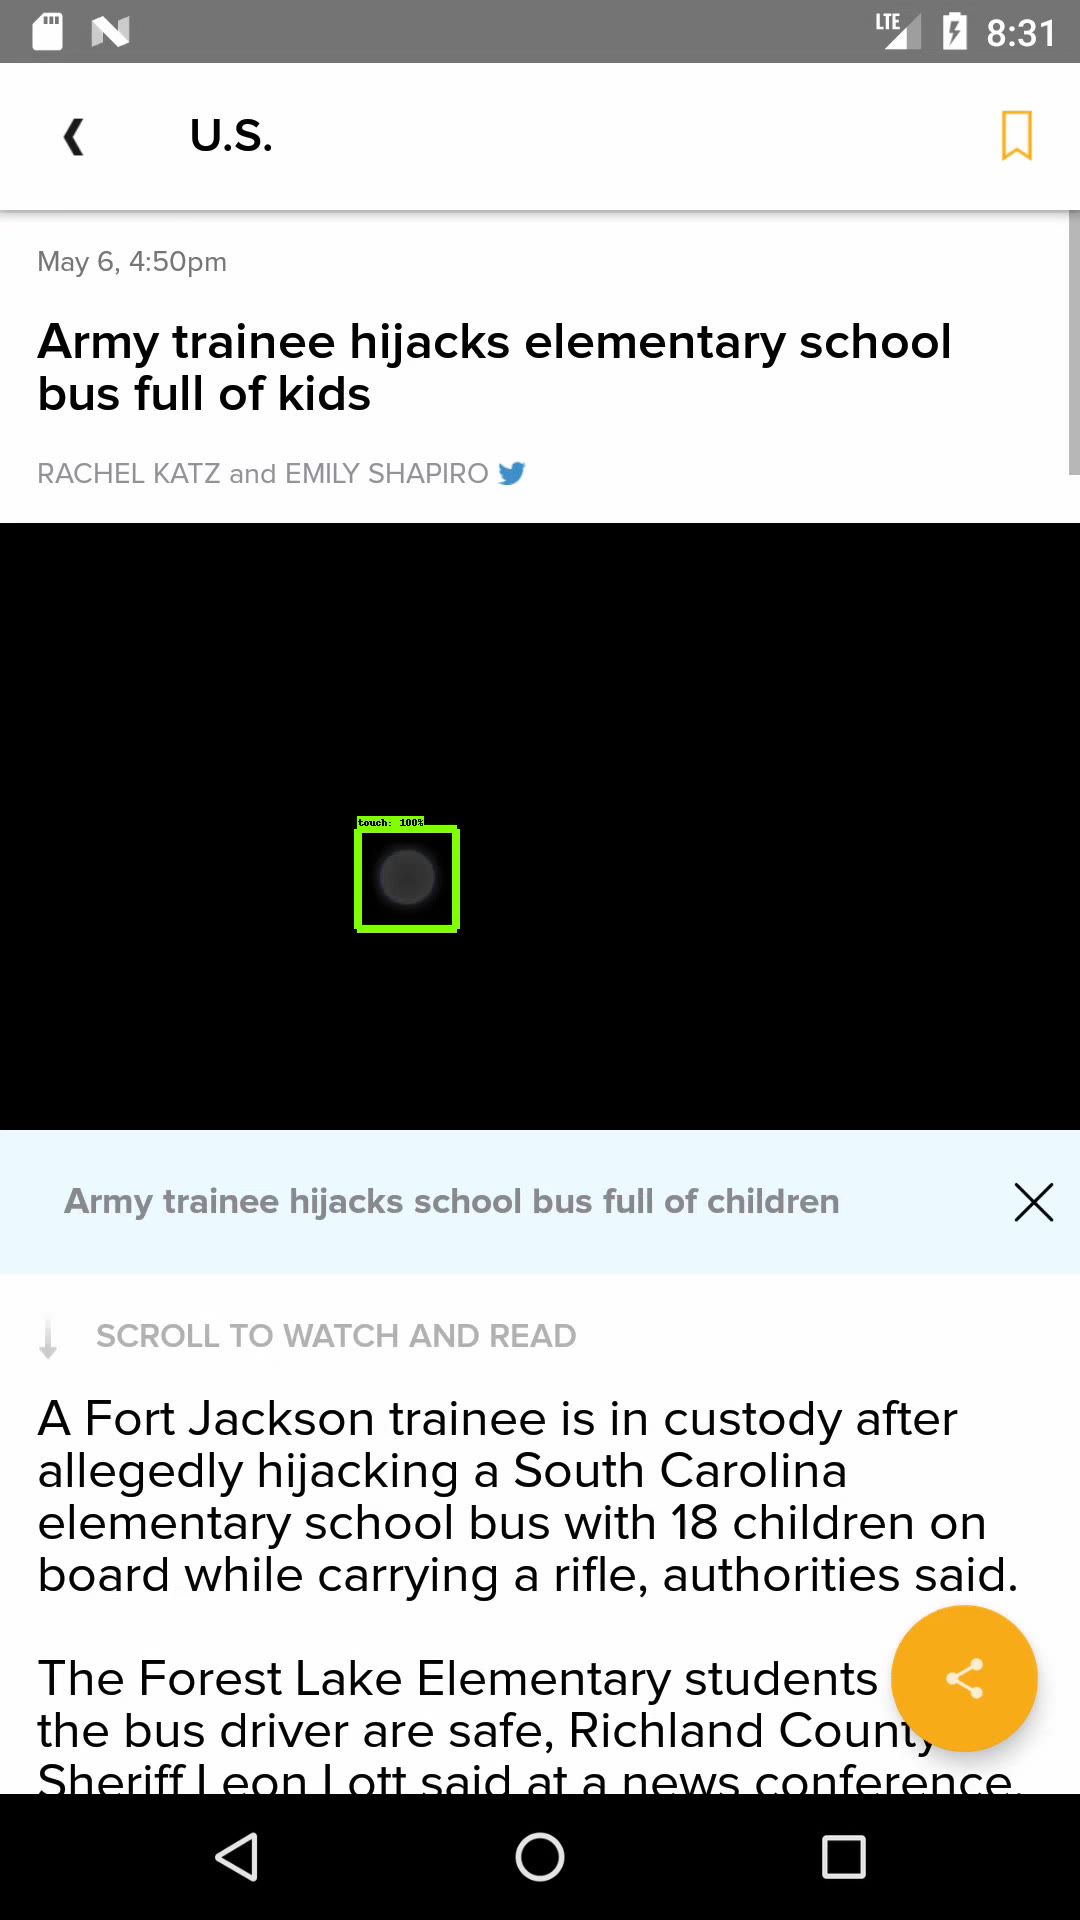 LTE 8:31
U.S.
May 6, 4:50pm
Army trainee hijacks elementary school
bus full of kids
RACHEL KATZ and EMILY SHAPIRO
touch: 100%
Army trainee hijacks school bus full of children
SCROLL TO WATCH AND READ
A Fort Jackson trainee is in custody after
allegedly hijacking a South Carolina
elementary school bus with 18 children on
board while carrying a rifle, authorities said.
The Forest Lake Elementary students
the bus driver are safe, Richland County
Sheriff Leon Lott said at a news conference.